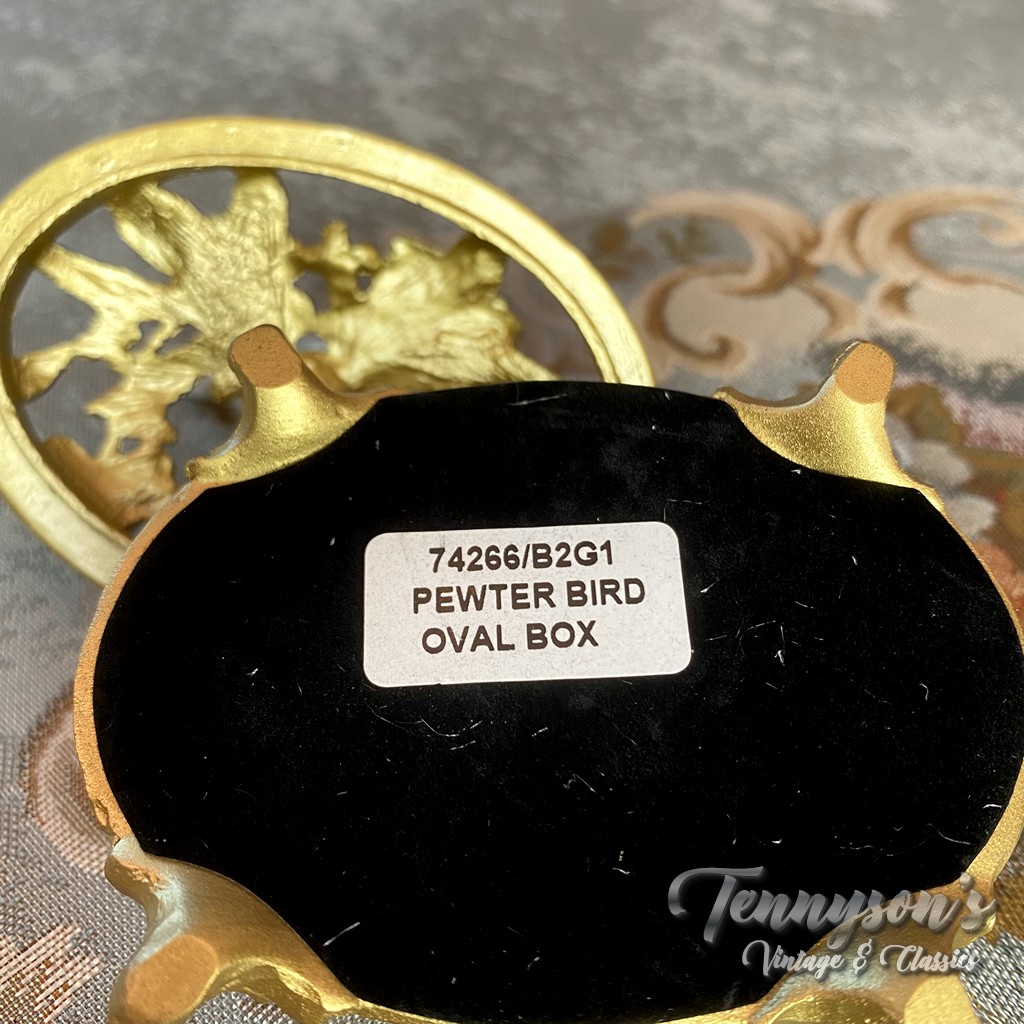 74266/B2G1
PEWTER BIRD
OVAL BOX
Tennyson's
Vintage & Classics